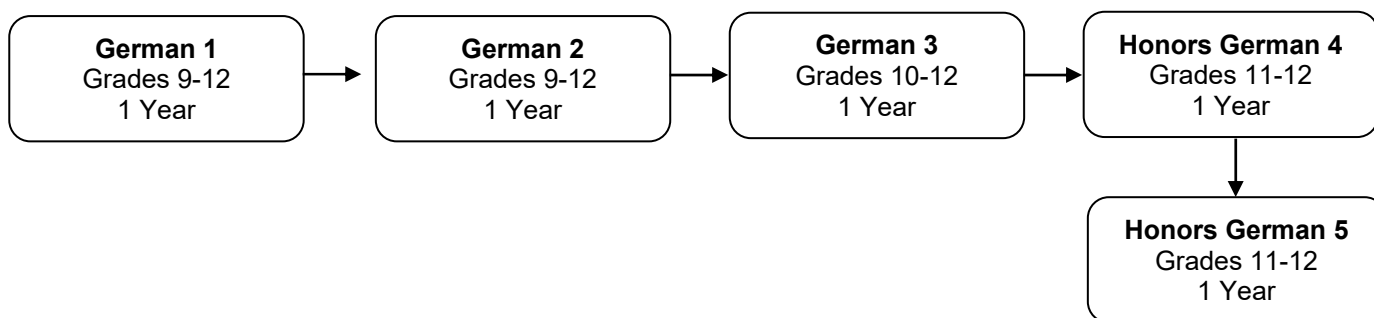 German 1
Grades 9-12
1 Year
German 2
Grades 9-12
1 Year
German 3
Grades 10-12
1 Year
Honors German 4
Grades 11-12
1 Year
Honors German 5
Grades 11-12
1 Year